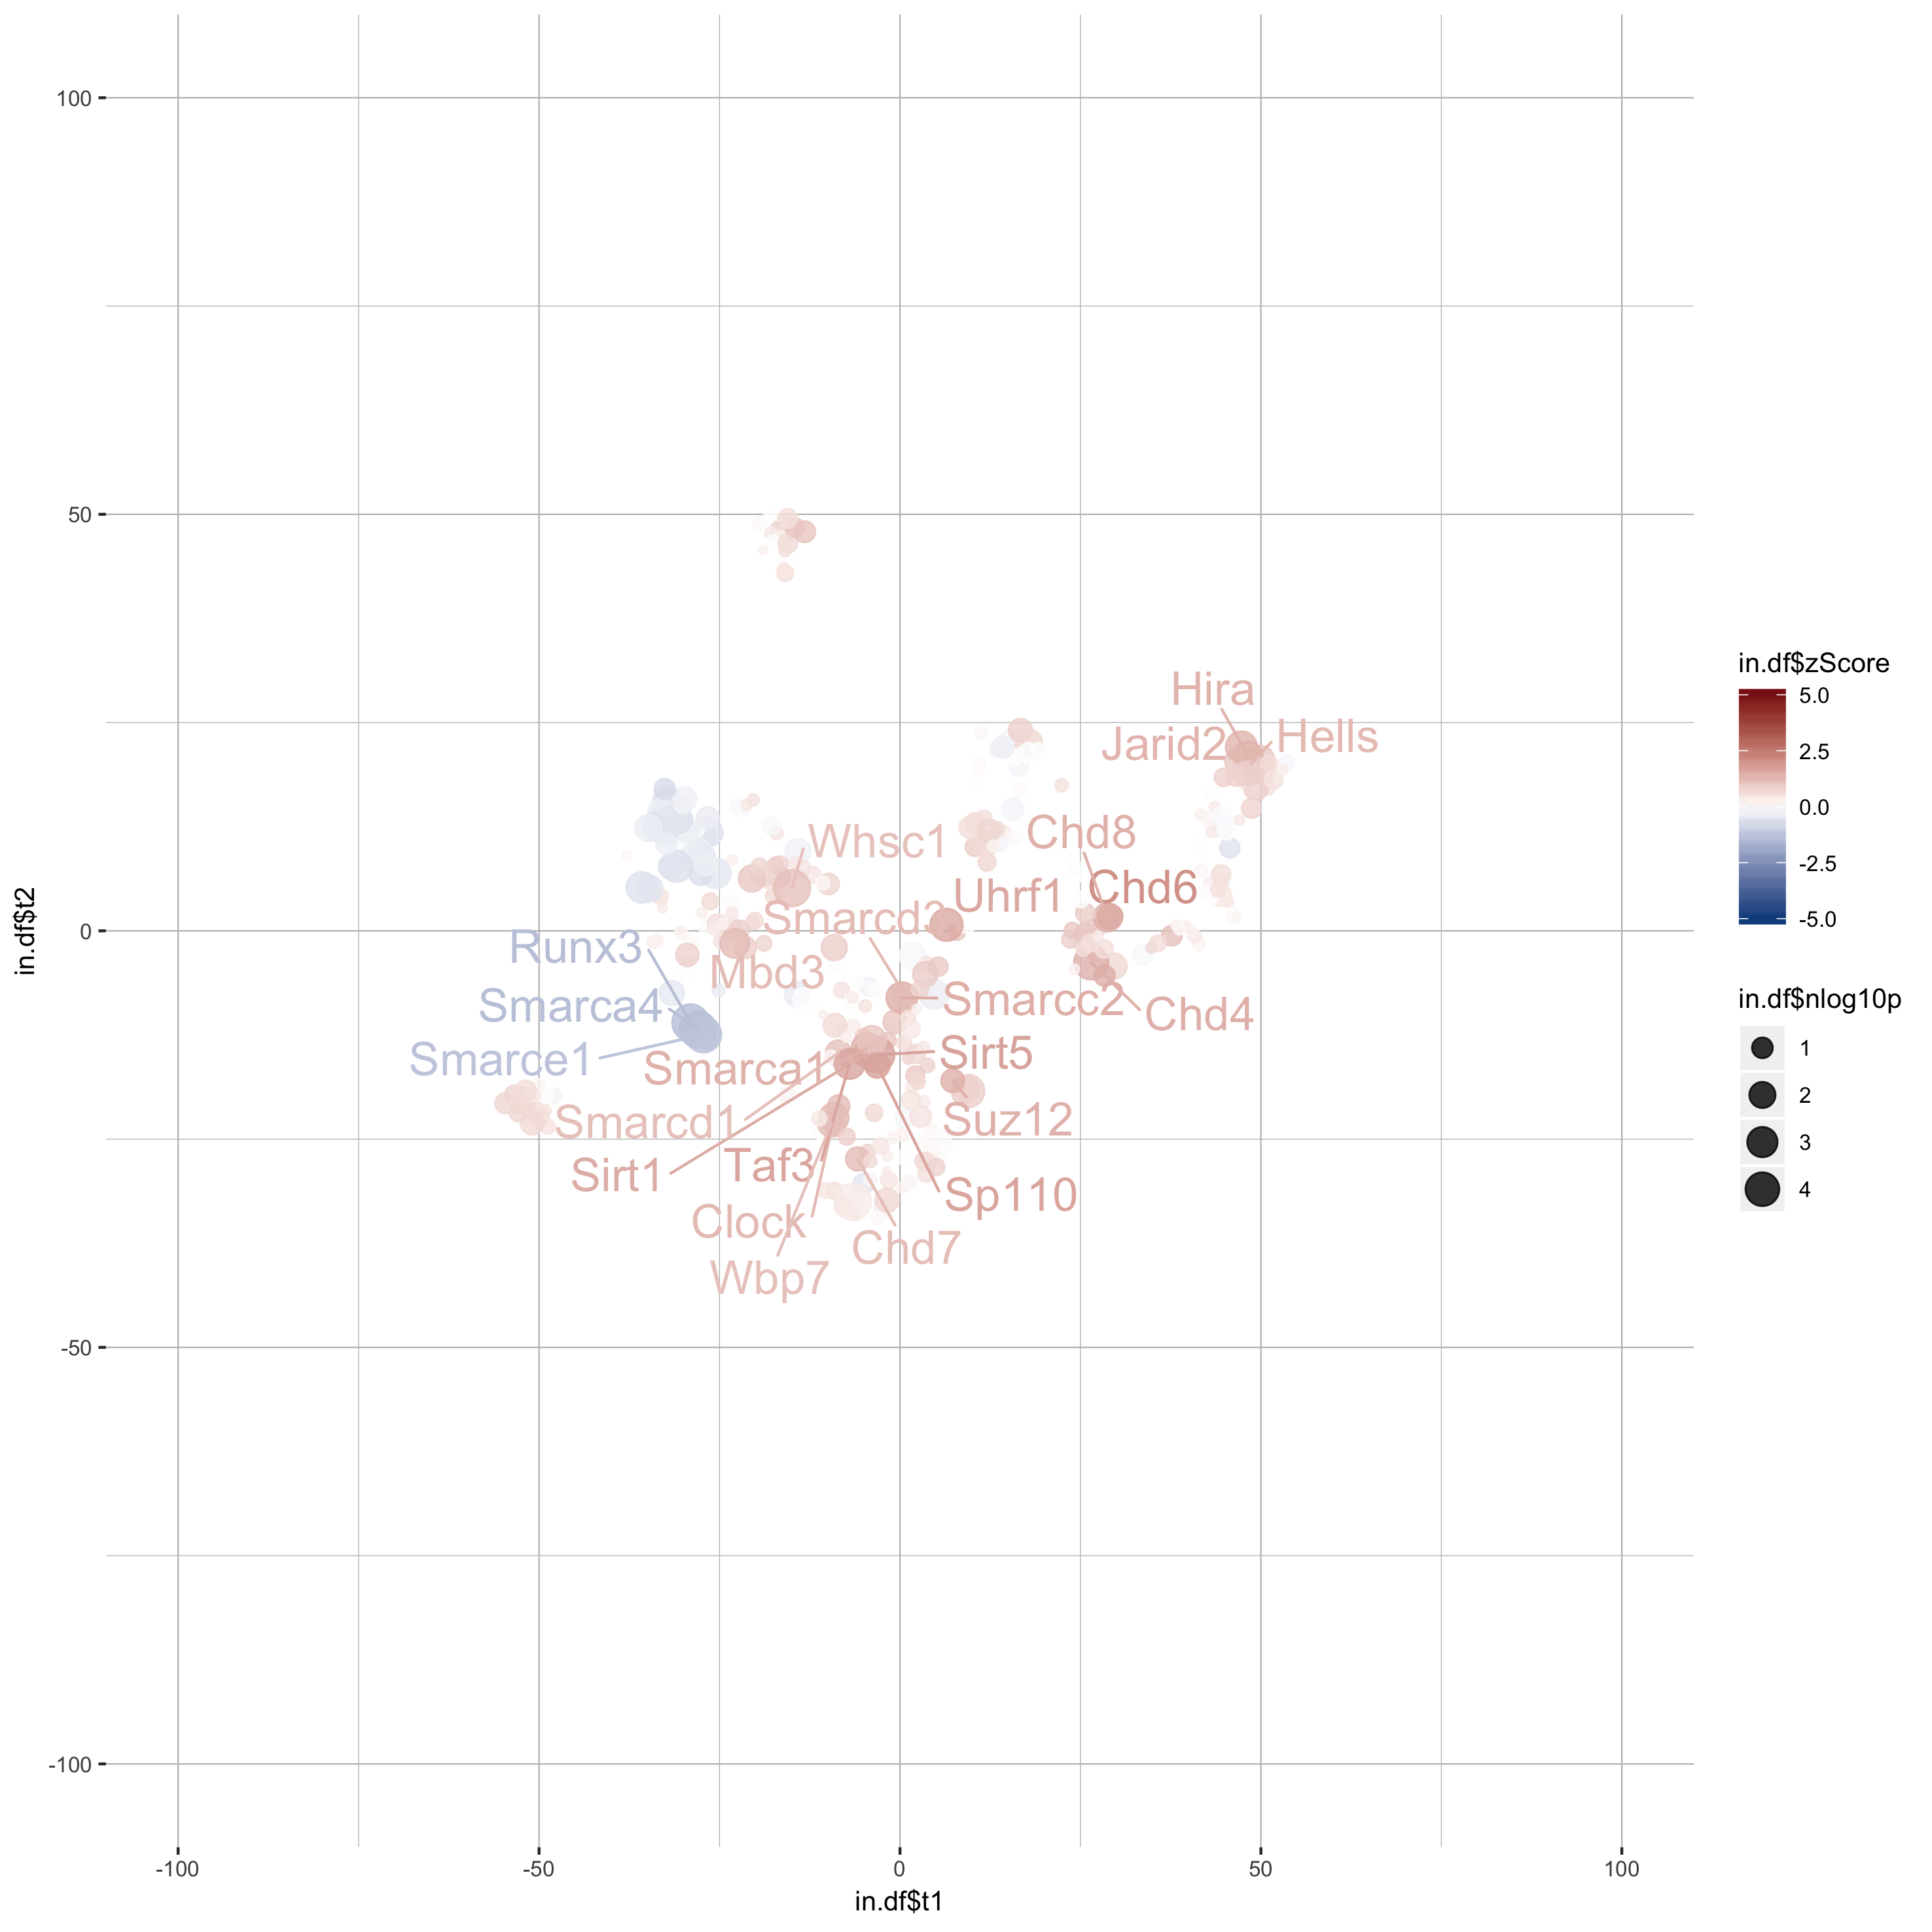 100
50
0
-50
-100
in.df$t2
Hira
Jarid2
Hells
Chd8
Whsc1
Chd6
Uhrf1
Smarcd3
Runx3
Mbd3
Smarca4
Smarcc2
Chd4
Smarce1
Sirt5
Smarca1
Smarcd1
Suz12
Taf3
Sirt1
Sp110
Clock
Chd7
Wbp7
-100
-50
0
50
100
in.df$t1
in.df$zScore
5.0
2.5
0.0
-2.5
-5.0
in.df$nlog10p
1
2
3
4